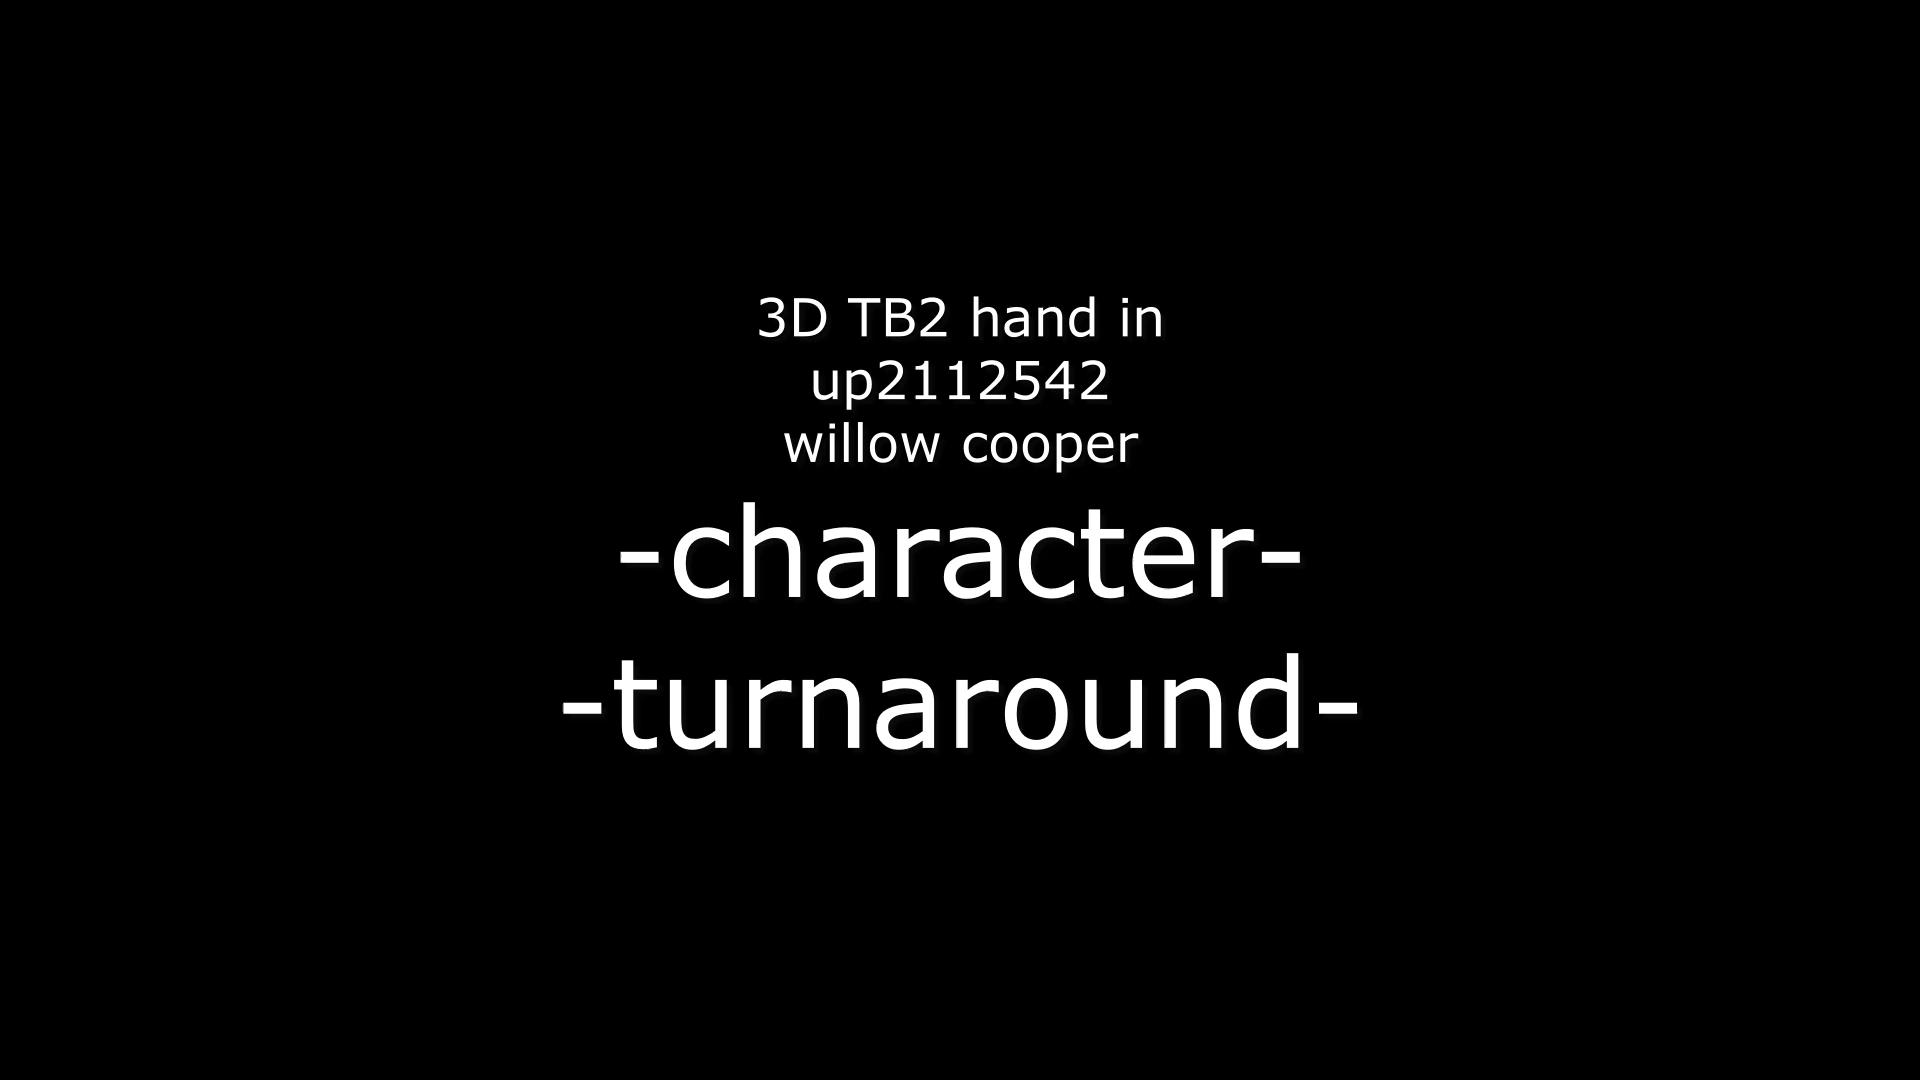 3D TB2 hand in
up2112542
willow cooper
-character-
-turnaround-